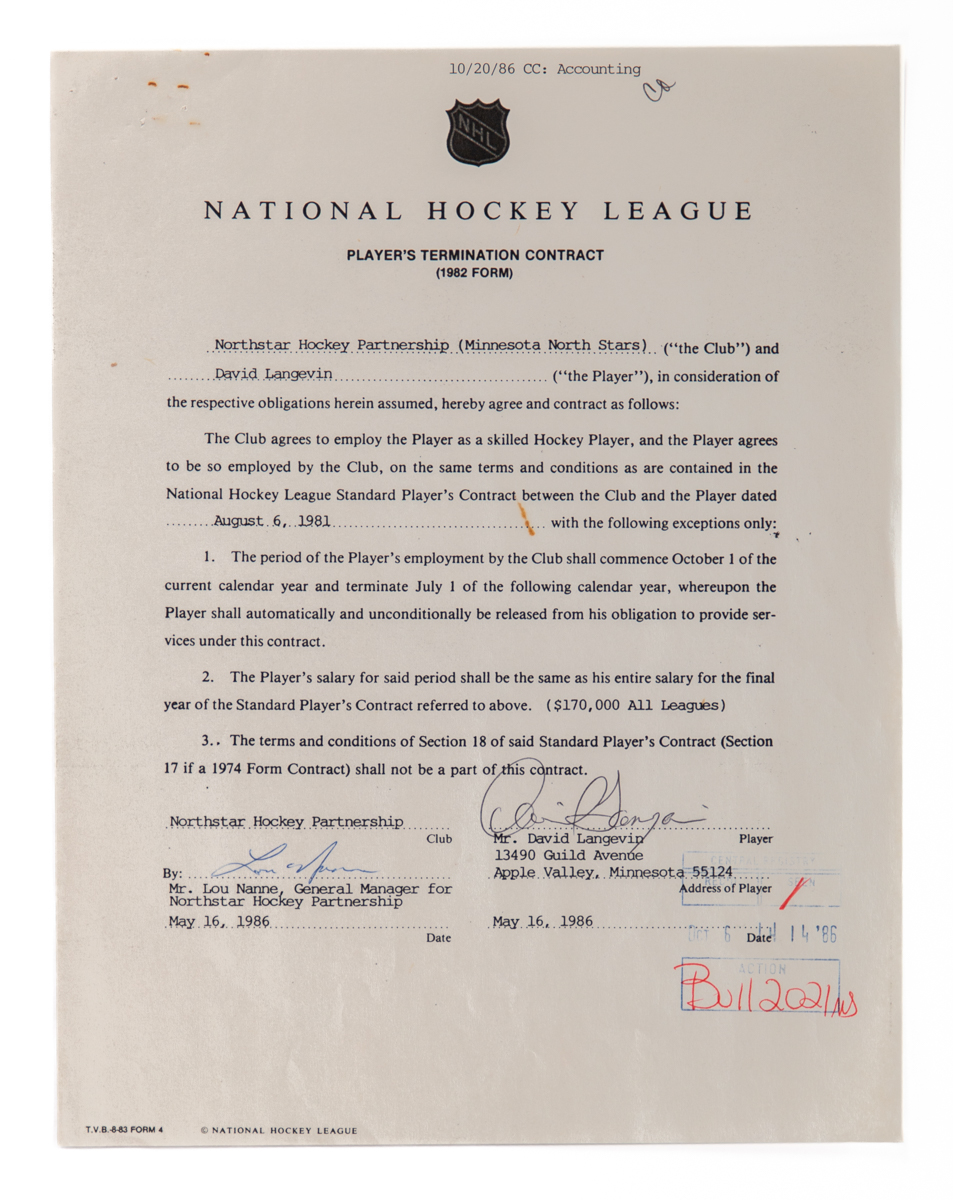 10/20/86 CC: Accounting
NHL
NATIONAL HOCKEY LEAGUE
PLAYER'S TERMINATION CONTRACT
(1982 FORM)
Northstar Hockey Partnership (Minnesota North Stars) ("the Club") and
David Langevin ("the Player"), in consideration of
the respective obligations herein assumed, hereby agree and contract as follows:
The Club agrees to employ the Player as a skilled Hockey Player, and the Player agrees
to be so employed by the Club, on the same terms and conditions as are contained in the
National Hockey League Standard Player's Contract between the Club and the Player dated
August 6, 1981 with the following exceptions only:
1. The period of the Player's employment by the Club shall commence October 1 of the
current calendar year and terminate July 1 of the following calendar year, whereupon the
Player shall automatically and unconditionally be released from his obligation to provide ser-
vices under this contract.
2. The Player's salary for said period shall be the same as his entire salary for the final
year of the Standard Player's Contract referred to above. ($170,000 All Leagues)
3. The terms and conditions of Section 18 of said Standard Player's Contract (Section
17 if a 1974 Form Contract) shall not be a part of this contract.
Northstar Hockey Partnership
Club
Mr. David Langevin Player
13490 Guild Avenue
Apple Valley, Minnesota 55124
Address of Player
CENTRAL REGISTRY
By: Lou Nanne
Mr. Lou Nanne, General Manager for
Northstar Hockey Partnership
May 16, 1986
Date
May 16, 1986
Date
OCT 6 14 '86
ACTION
Bull 2021/
T.V.B.-8-83 FORM 4 © NATIONAL HOCKEY LEAGUE